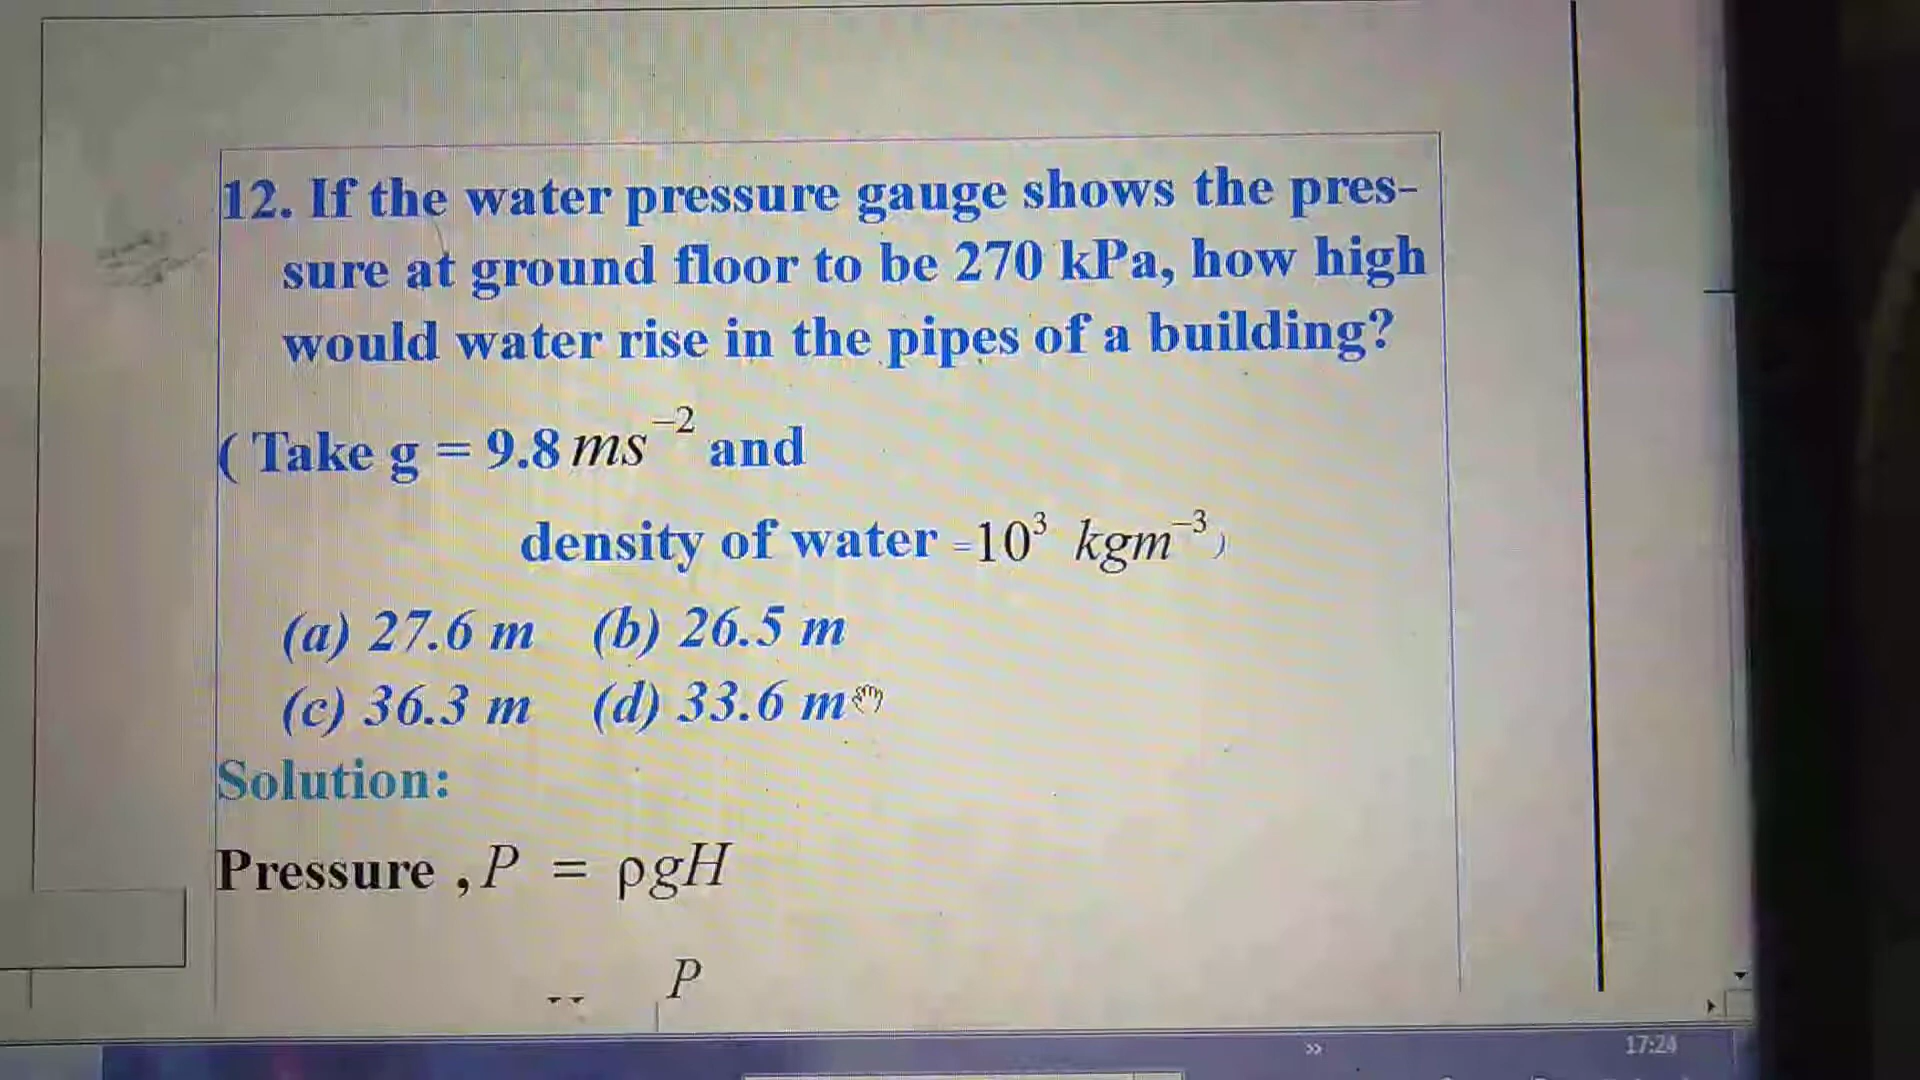 12. If the water pressure gauge shows the pres-
sure at ground floor to be 270 kPa, how high
would water rise in the pipes of a building?
( Take g = 9.8 ms⁻² and
density of water =10³ kgm⁻³)
(a) 27.6 m (b) 26.5 m
(c) 36.3 m (d) 33.6 m
Solution:
Pressure , P = ρgH
P
17:24